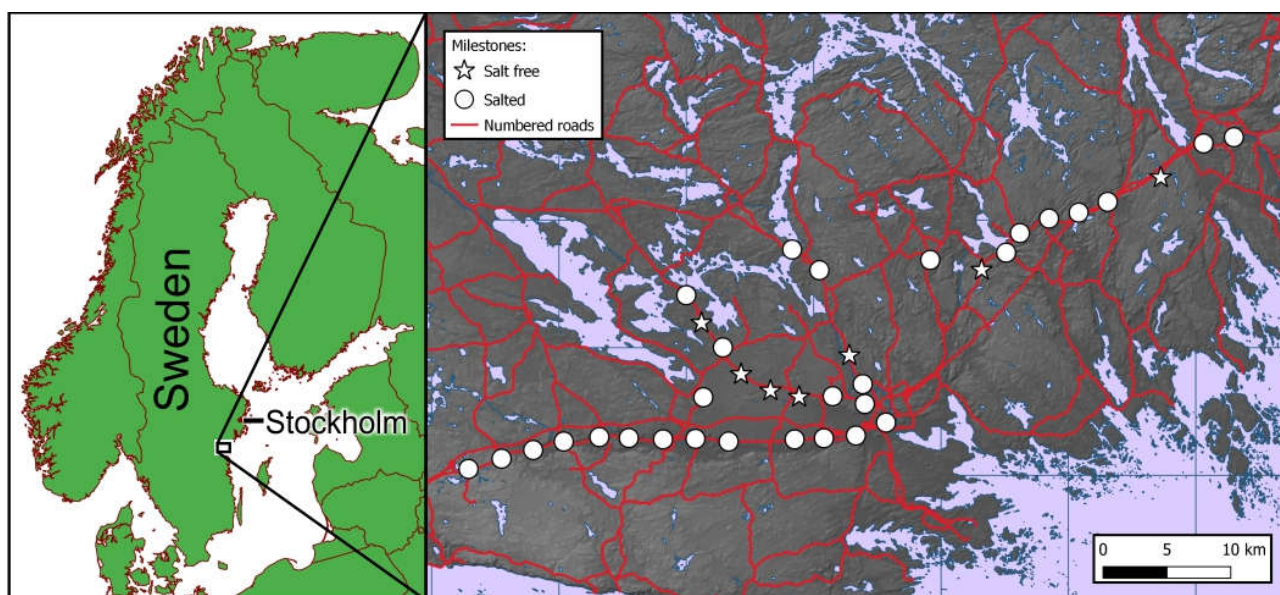 Sweden
Stockholm
Milestones:
Salt free
Salted
Numbered roads
0 5 10 km